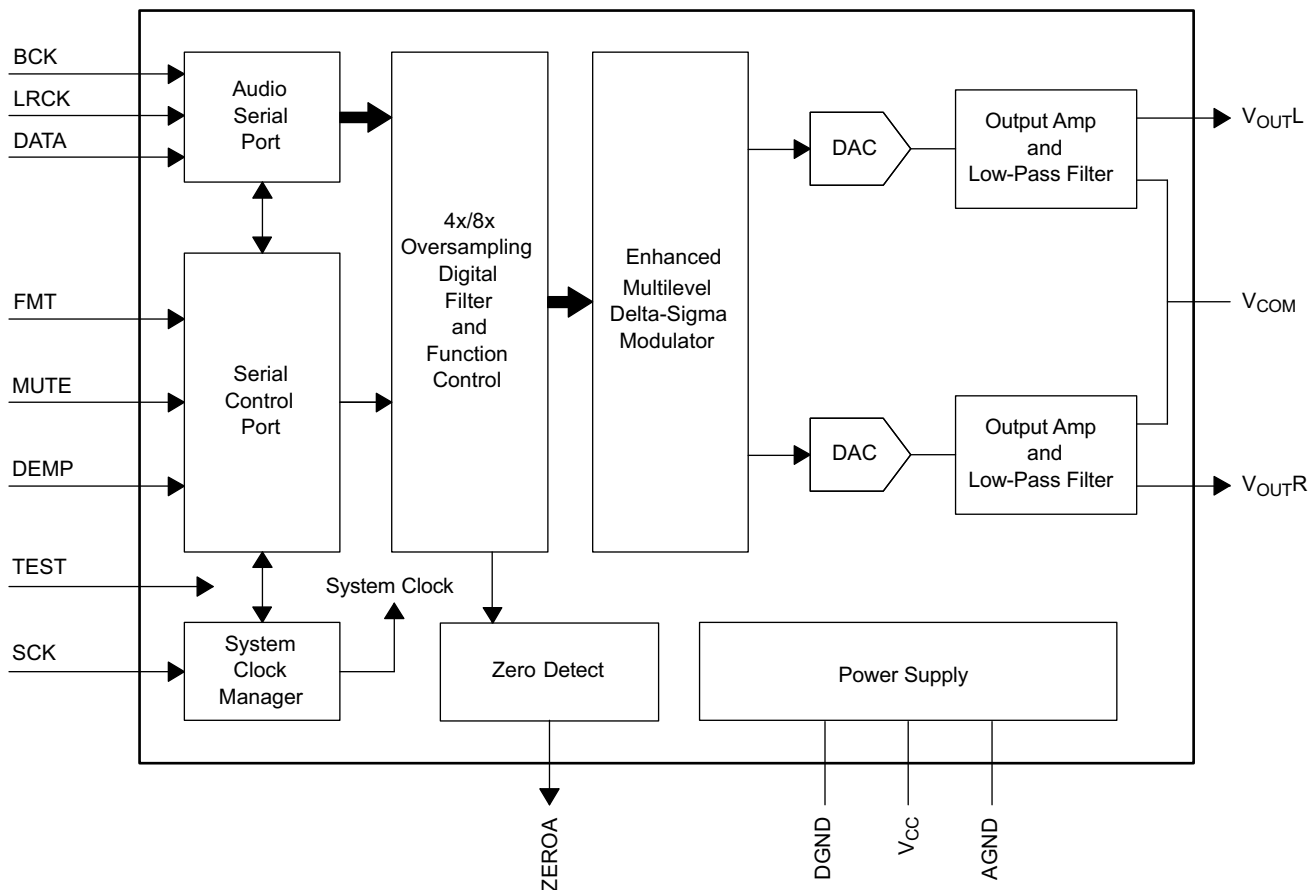 BCK
LRCK
DATA
Audio
Serial
Port
FMT
MUTE
DEMP
Serial
Control
Port
TEST
SCK
System
Clock
Manager
System Clock
4x/8x
Oversampling
Digital
Filter
and
Function
Control
Enhanced
Multilevel
Delta-Sigma
Modulator
DAC
Output Amp
and
Low-Pass Filter
VOUTL
VCOM
DAC
Output Amp
and
Low-Pass Filter
VOUTR
Zero Detect
Power Supply
ZEROA
DGND
VCC
AGND